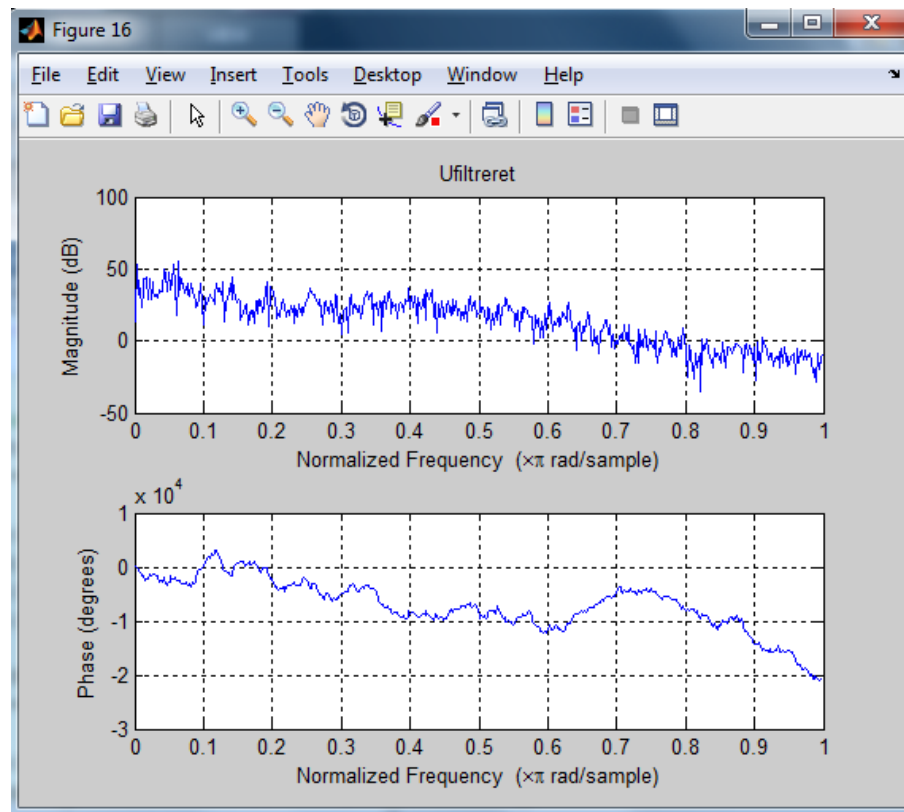 Figure 16
File Edit View Insert Tools Desktop Window Help
Ufiltreret
100
50
0
-50
Magnitude (dB)
0 0.1 0.2 0.3 0.4 0.5 0.6 0.7 0.8 0.9 1
Normalized Frequency (×π rad/sample)
x 10^4
1
0
-1
-2
-3
Phase (degrees)
0 0.1 0.2 0.3 0.4 0.5 0.6 0.7 0.8 0.9 1
Normalized Frequency (×π rad/sample)